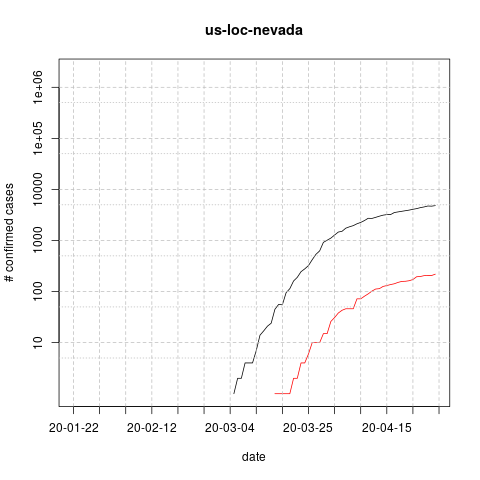 us-loc-nevada
# confirmed cases
1e+06
1e+05
10000
1000
100
10
20-01-22
20-02-12
20-03-04
20-03-25
20-04-15
date